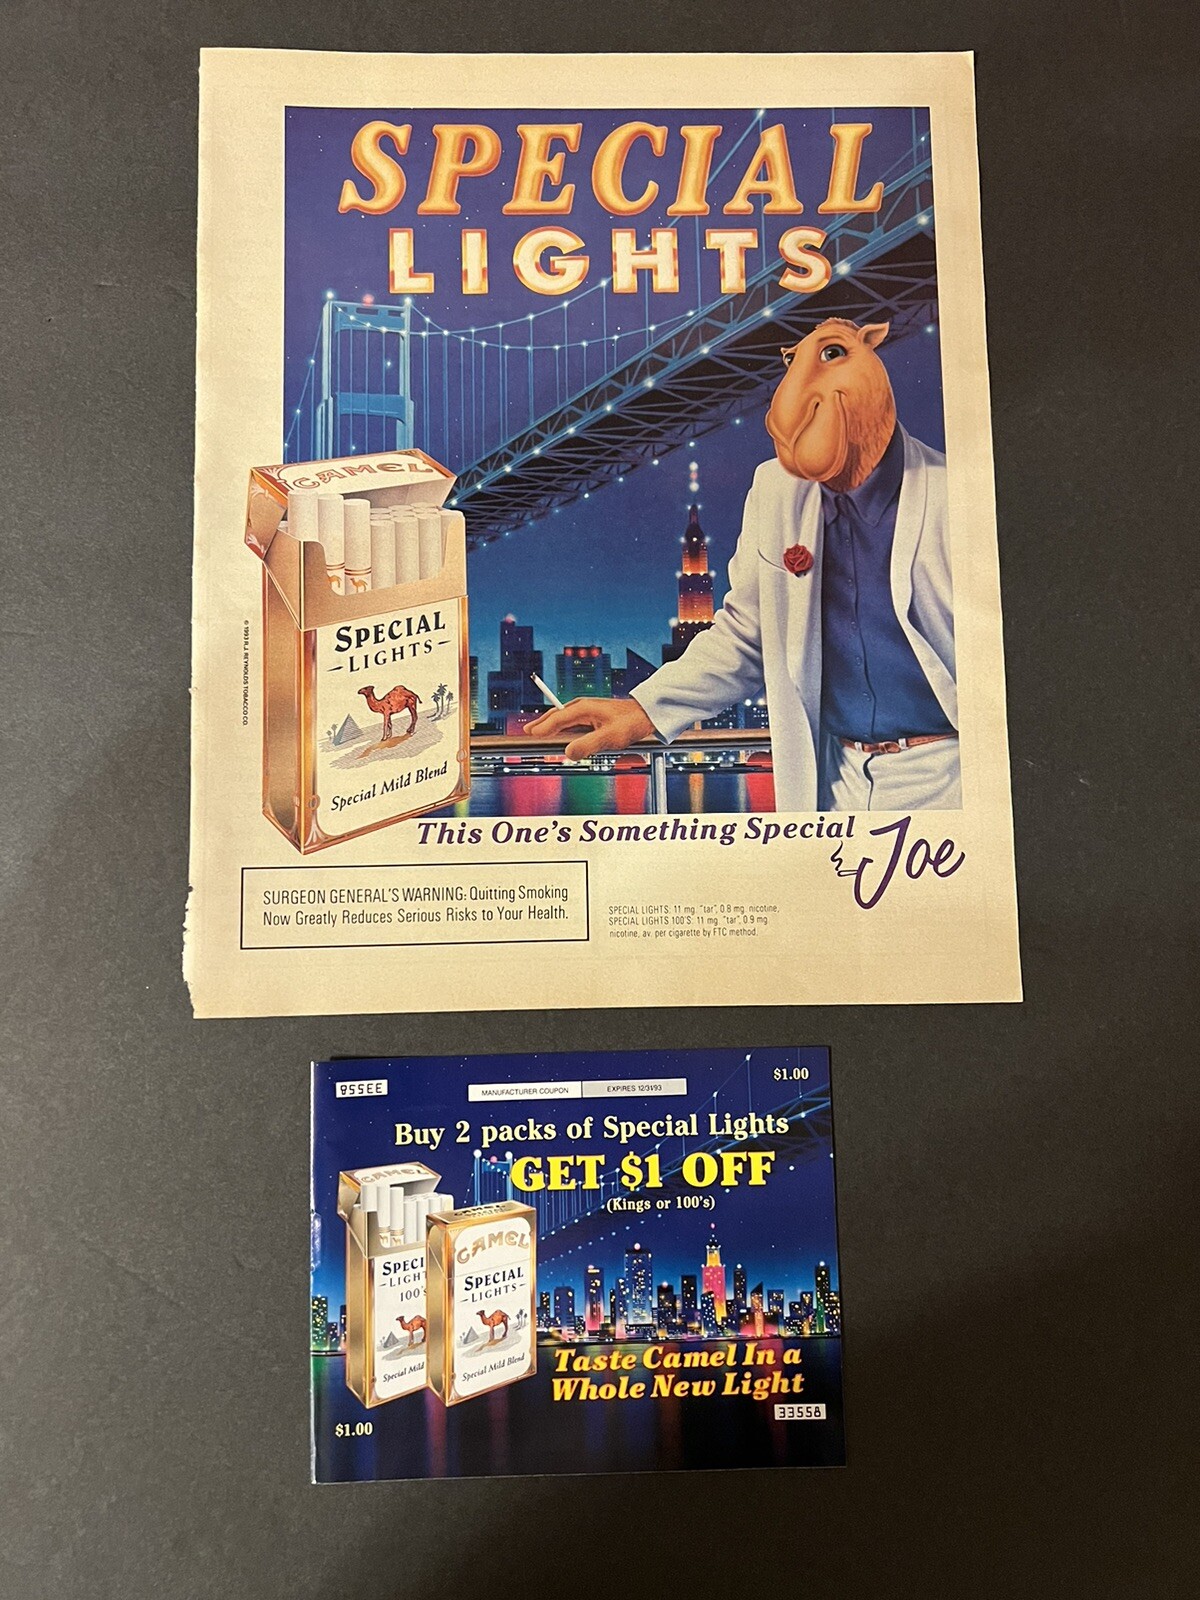 SPECIAL
LIGHTS
CAMEL
SPECIAL
LIGHTS
Special Mild Blend
© 1993 R.J. REYNOLDS TOBACCO CO.
This One's Something Special
Joe
SURGEON GENERAL'S WARNING: Quitting Smoking
Now Greatly Reduces Serious Risks to Your Health.
SPECIAL LIGHTS: 11 mg. "tar", 0.8 mg. nicotine,
SPECIAL LIGHTS 100'S: 11 mg. "tar", 0.9 mg.
nicotine, av. per cigarette by FTC method.
33558
MANUFACTURER COUPON
EXPIRES 12/31/93
$1.00
Buy 2 packs of Special Lights
GET $1 OFF
(Kings or 100's)
CAMEL
SPECI
LIGHT
100's
Special Mild
CAMEL
SPECIAL
LIGHTS
Special Mild Blend
Taste Camel In a
Whole New Light
33558
$1.00